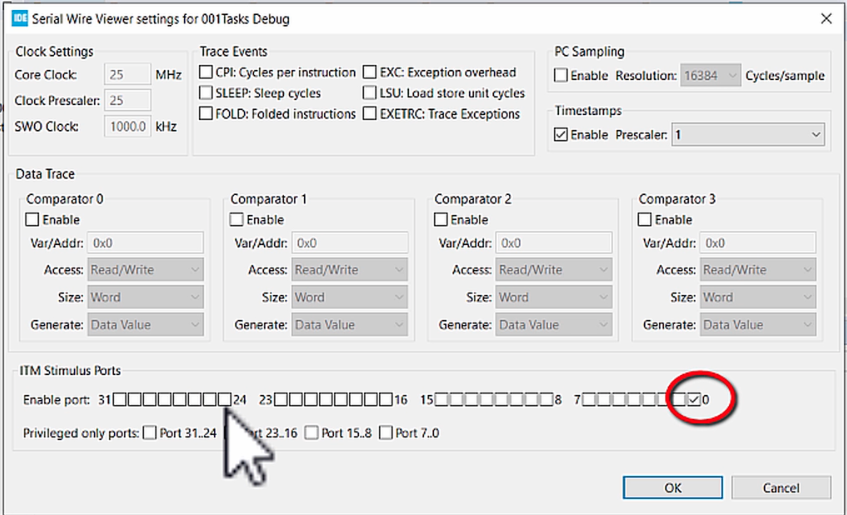 IDE Serial Wire Viewer settings for 001Tasks Debug
Clock Settings
Core Clock: 25 MHz
Clock Prescaler: 25
SWO Clock: 1000.0 kHz
Trace Events
CPI: Cycles per instruction EXC: Exception overhead
SLEEP: Sleep cycles LSU: Load store unit cycles
FOLD: Folded instructions EXETRC: Trace Exceptions
PC Sampling
Enable Resolution: 16384 Cycles/sample
Timestamps
Enable Prescaler: 1
Data Trace
Comparator 0
Enable
Var/Addr: 0x0
Access: Read/Write
Size: Word
Generate: Data Value
Comparator 1
Enable
Var/Addr: 0x0
Access: Read/Write
Size: Word
Generate: Data Value
Comparator 2
Enable
Var/Addr: 0x0
Access: Read/Write
Size: Word
Generate: Data Value
Comparator 3
Enable
Var/Addr: 0x0
Access: Read/Write
Size: Word
Generate: Data Value
ITM Stimulus Ports
Enable port: 31 24 23 16 15 8 7 0
Privileged only ports: Port 31..24 23..16 Port 15..8 Port 7..0
OK Cancel